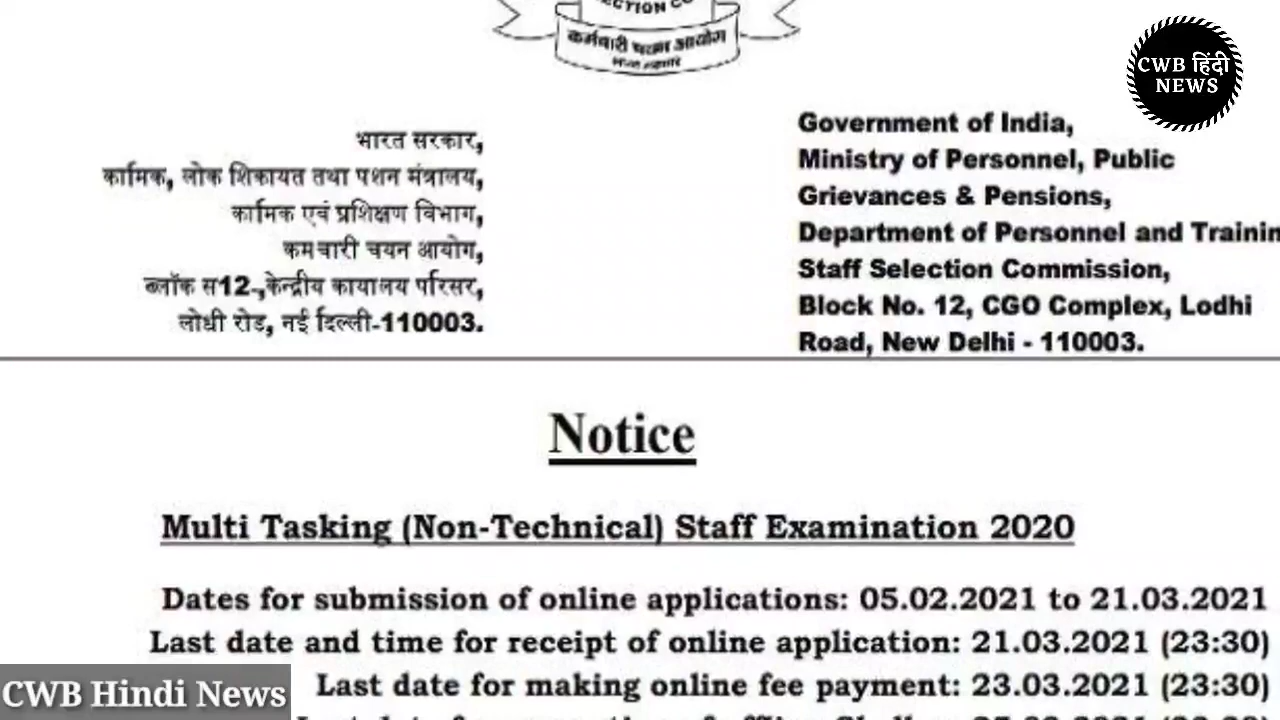 CTION CO
कर्मचारी चयन आयोग
CWB हिंदी
NEWS
भारत सरकार,
कामिक, लोक शिकायत तथा पशन मंत्रालय,
कामिक एवं प्रशिक्षण विभाग,
कमचारी चयन आयोग,
ब्लॉक स12-,केन्द्रीय कायालय परिसर,
लोधी रोड, नई दिल्ली-110003.
Government of India,
Ministry of Personnel, Public
Grievances & Pensions,
Department of Personnel and Trainin
Staff Selection Commission,
Block No. 12, CGO Complex, Lodhi
Road, New Delhi - 110003.
Notice
Multi Tasking (Non-Technical) Staff Examination 2020
Dates for submission of online applications: 05.02.2021 to 21.03.2021
Last date and time for receipt of online application: 21.03.2021 (23:30)
Last date for making online fee payment: 23.03.2021 (23:30)
CWB Hindi News